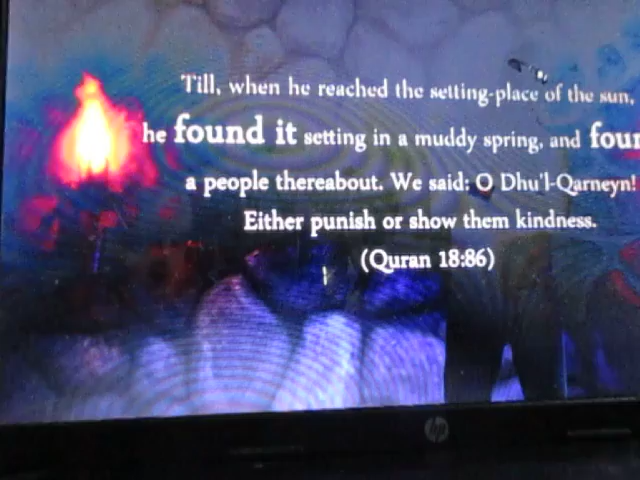 Till, when he reached the setting-place of the sun,
he found it setting in a muddy spring, and
a people thereabout. We said: O Dhu'l-Qarneyn!
Either punish or show them kindness.
(Quran 18:86)
hp